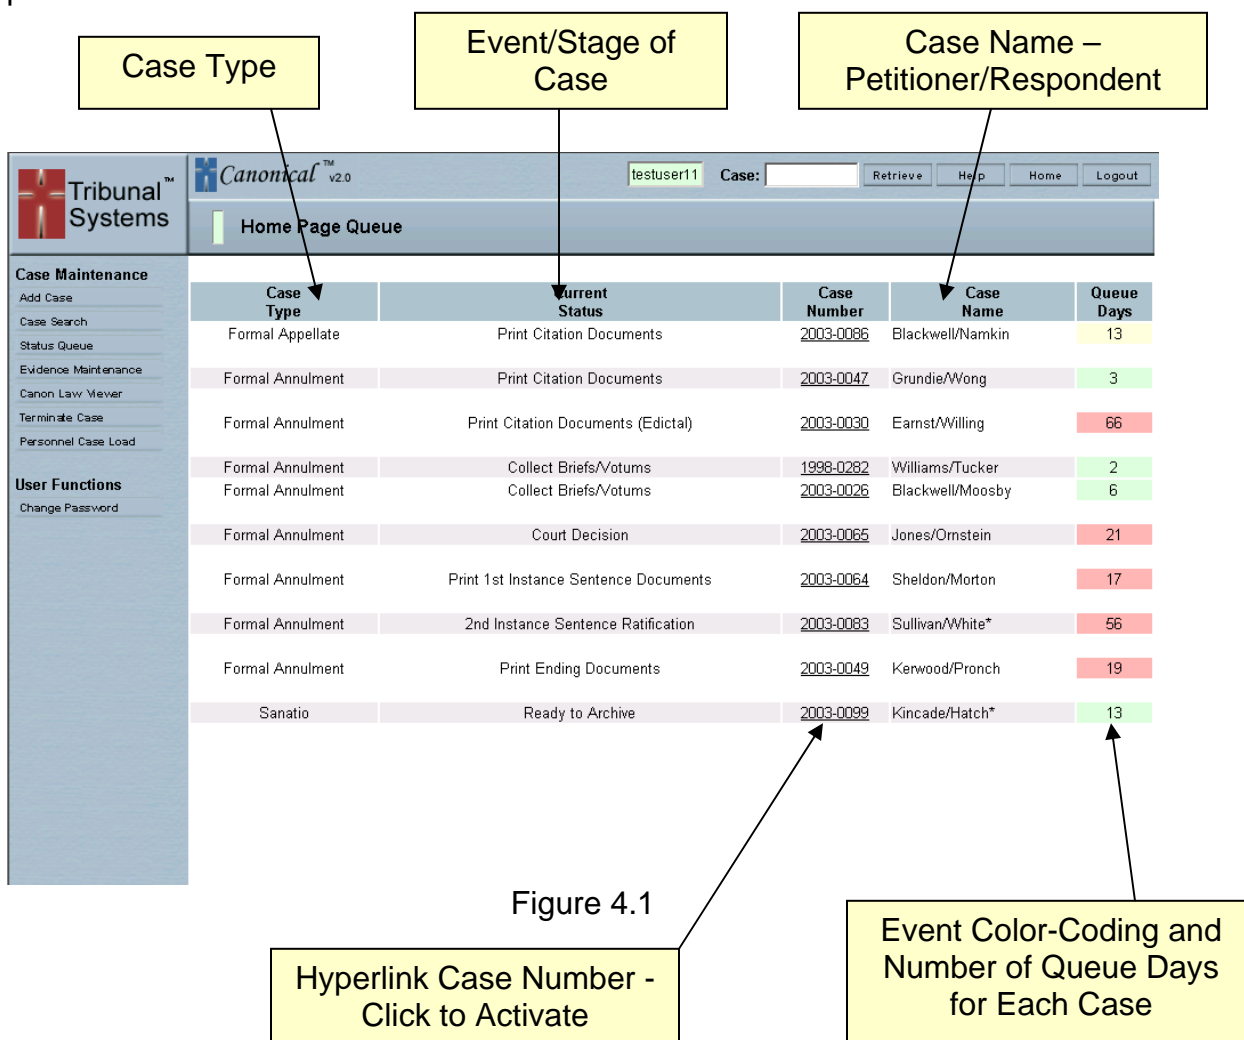 Case Type
Event/Stage of
Case
Case Name –
Petitioner/Respondent
Tribunal™
Systems
Canonical™ v2.0
testuser11 Case: Retrieve Help Home Logout
Home Page Queue
Case Maintenance
Add Case
Case Search
Status Queue
Evidence Maintenance
Canon Law Viewer
Terminate Case
Personnel Case Load
User Functions
Change Password
Case Current Case Case Queue
Type Status Number Name Days
Formal Appellate Print Citation Documents 2003-0086 Blackwell/Namkin 13
Formal Annulment Print Citation Documents 2003-0047 Grundie/Wong 3
Formal Annulment Print Citation Documents (Edictal) 2003-0030 Earnst/Willing 66
Formal Annulment Collect Briefs/Votums 1998-0282 Williams/Tucker 2
Formal Annulment Collect Briefs/Votums 2003-0026 Blackwell/Moosby 6
Formal Annulment Court Decision 2003-0065 Jones/Ornstein 21
Formal Annulment Print 1st Instance Sentence Documents 2003-0064 Sheldon/Morton 17
Formal Annulment 2nd Instance Sentence Ratification 2003-0083 Sullivan/White* 56
Formal Annulment Print Ending Documents 2003-0049 Kerwood/Pronch 19
Sanatio Ready to Archive 2003-0099 Kincade/Hatch* 13
Figure 4.1
Hyperlink Case Number -
Click to Activate
Event Color-Coding and
Number of Queue Days
for Each Case